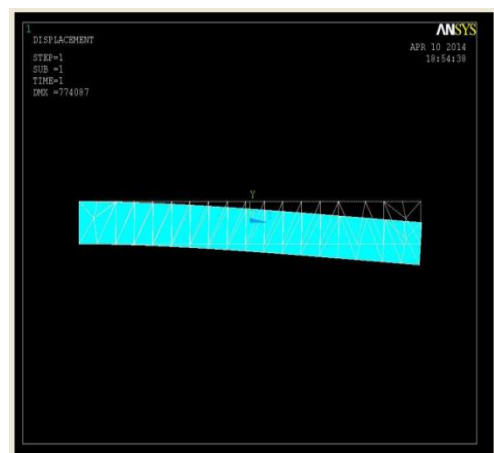 1
DISPLACEMENT
STEP=1
SUB =1
TIME=1
DMX =774087
ANSYS
APR 10 2014
18:54:38
Y